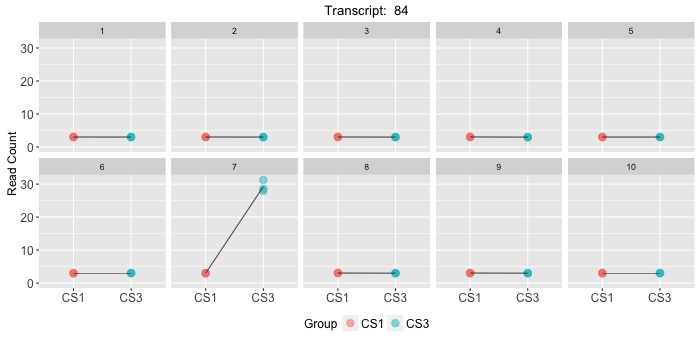 Transcript:  84
1 2 3 4 5
30
20
10
0
Read Count
6 7 8 9 10
30
20
10
0
CS1 CS3 CS1 CS3 CS1 CS3 CS1 CS3 CS1 CS3
Group CS1 CS3